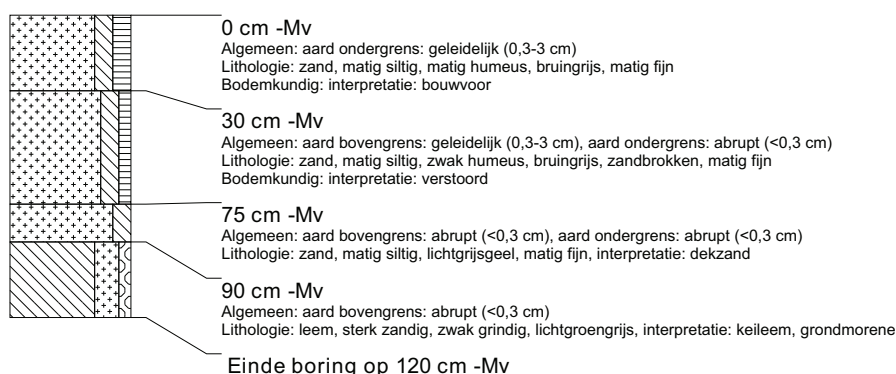 0 cm -Mv
Algemeen: aard ondergrens: geleidelijk (0,3-3 cm)
Lithologie: zand, matig siltig, matig humeus, bruingrijs, matig fijn
Bodemkundig: interpretatie: bouwvoor
30 cm -Mv
Algemeen: aard bovengrens: geleidelijk (0,3-3 cm), aard ondergrens: abrupt (<0,3 cm)
Lithologie: zand, matig siltig, zwak humeus, bruingrijs, zandbrokken, matig fijn
Bodemkundig: interpretatie: verstoord
75 cm -Mv
Algemeen: aard bovengrens: abrupt (<0,3 cm), aard ondergrens: abrupt (<0,3 cm)
Lithologie: zand, matig siltig, lichtgrijsgeel, matig fijn, interpretatie: dekzand
90 cm -Mv
Algemeen: aard bovengrens: abrupt (<0,3 cm)
Lithologie: leem, sterk zandig, zwak grindig, lichtgroengrijs, interpretatie: keileem, grondmorene
Einde boring op 120 cm -Mv